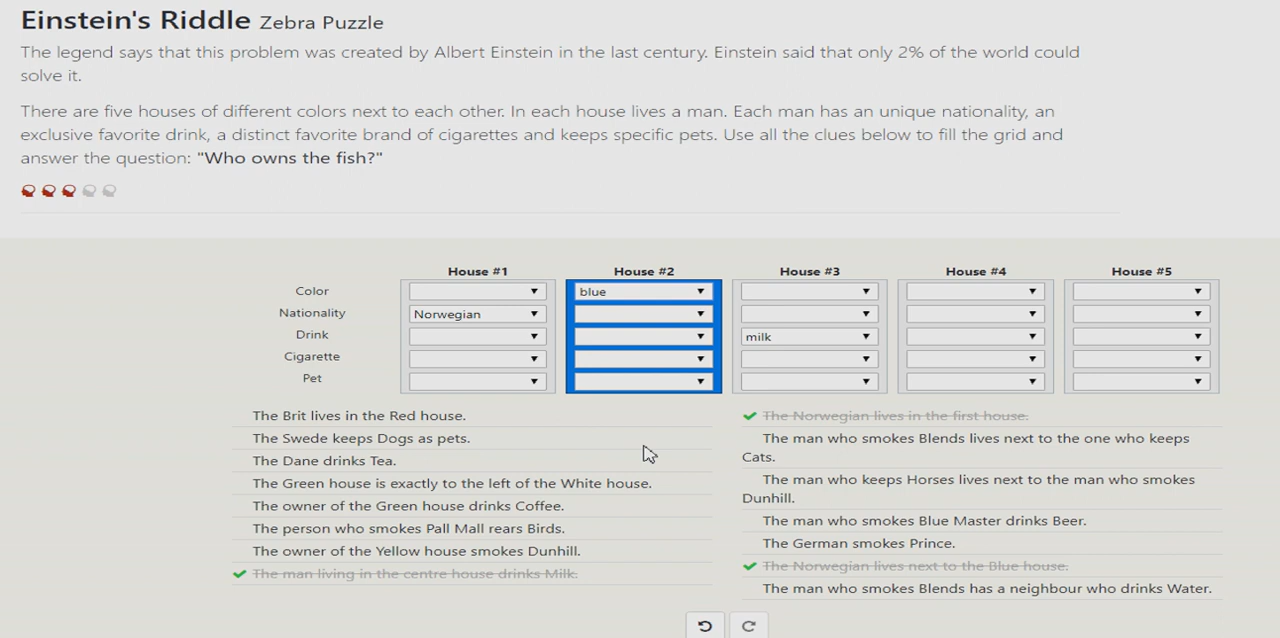 Einstein's Riddle Zebra Puzzle
The legend says that this problem was created by Albert Einstein in the last century. Einstein said that only 2% of the world could
solve it.
There are five houses of different colors next to each other. In each house lives a man. Each man has an unique nationality, an
exclusive favorite drink, a distinct favorite brand of cigarettes and keeps specific pets. Use all the clues below to fill the grid and
answer the question: "Who owns the fish?"
House #1 House #2 House #3 House #4 House #5
Color blue
Nationality Norwegian
Drink milk
Cigarette
Pet
The Brit lives in the Red house.
The Swede keeps Dogs as pets.
The Dane drinks Tea.
The Green house is exactly to the left of the White house.
The owner of the Green house drinks Coffee.
The person who smokes Pall Mall rears Birds.
The owner of the Yellow house smokes Dunhill.
The man living in the centre house drinks Milk.
The Norwegian lives in the first house.
The man who smokes Blends lives next to the one who keeps
Cats.
The man who keeps Horses lives next to the man who smokes
Dunhill.
The man who smokes Blue Master drinks Beer.
The German smokes Prince.
The Norwegian lives next to the Blue house.
The man who smokes Blends has a neighbour who drinks Water.